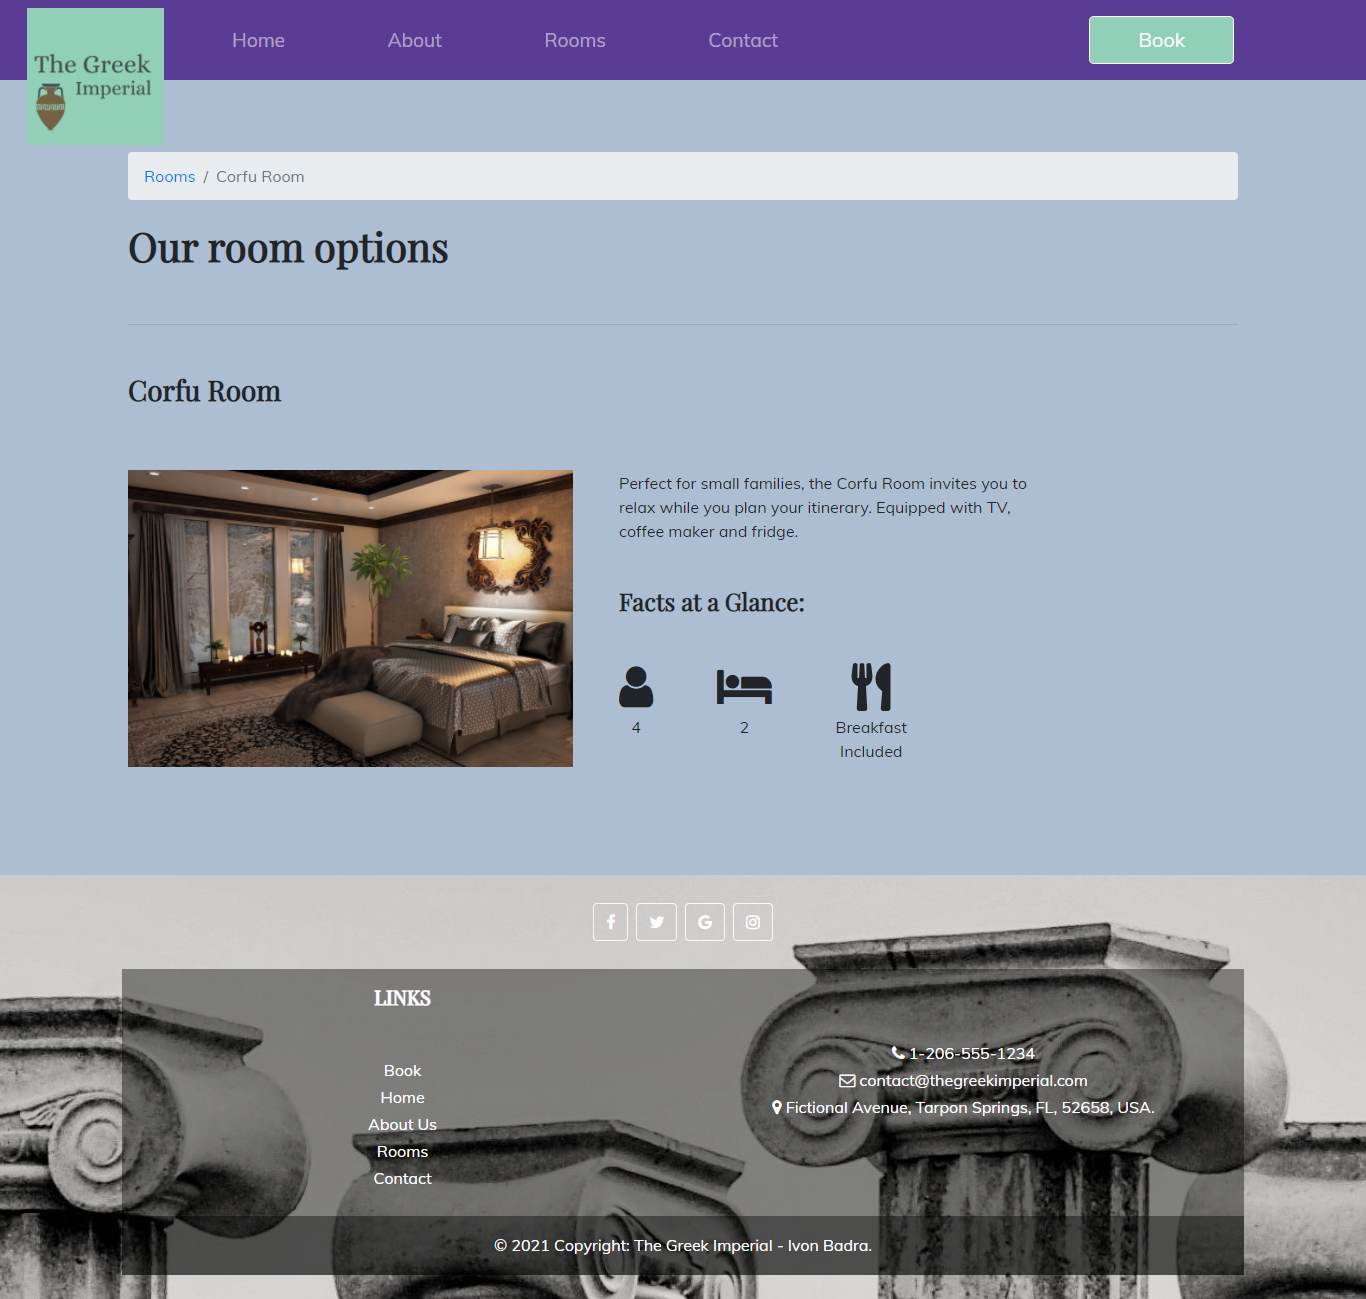 The Greek
Imperial
Home About Rooms Contact Book
Rooms / Corfu Room
Our room options
Corfu Room
Perfect for small families, the Corfu Room invites you to
relax while you plan your itinerary. Equipped with TV,
coffee maker and fridge.
Facts at a Glance:
4 2 Breakfast
Included
LINKS
Book
Home
About Us
Rooms
Contact
1-206-555-1234
contact@thegreekimperial.com
Fictional Avenue, Tarpon Springs, FL, 52658, USA.
© 2021 Copyright: The Greek Imperial - Ivon Badra.